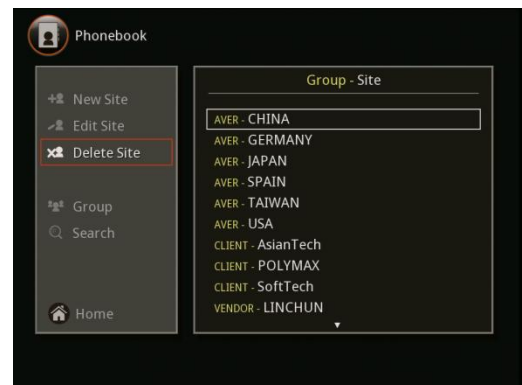 Phonebook
New Site
Edit Site
Delete Site
Group
Search
Home
Group - Site
AVER - CHINA
AVER - GERMANY
AVER - JAPAN
AVER - SPAIN
AVER - TAIWAN
AVER - USA
CLIENT - AsianTech
CLIENT - POLYMAX
CLIENT - SoftTech
VENDOR - LINCHUN